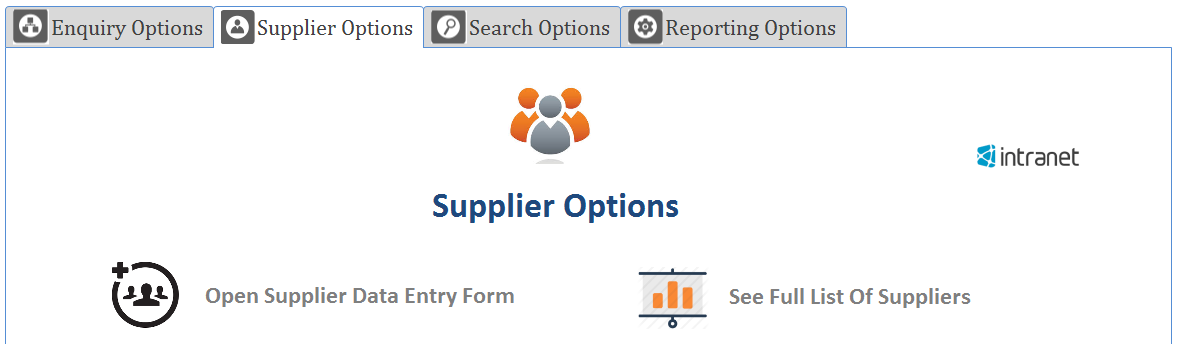 Enquiry Options Supplier Options Search Options Reporting Options
intranet
Supplier Options
Open Supplier Data Entry Form See Full List Of Suppliers